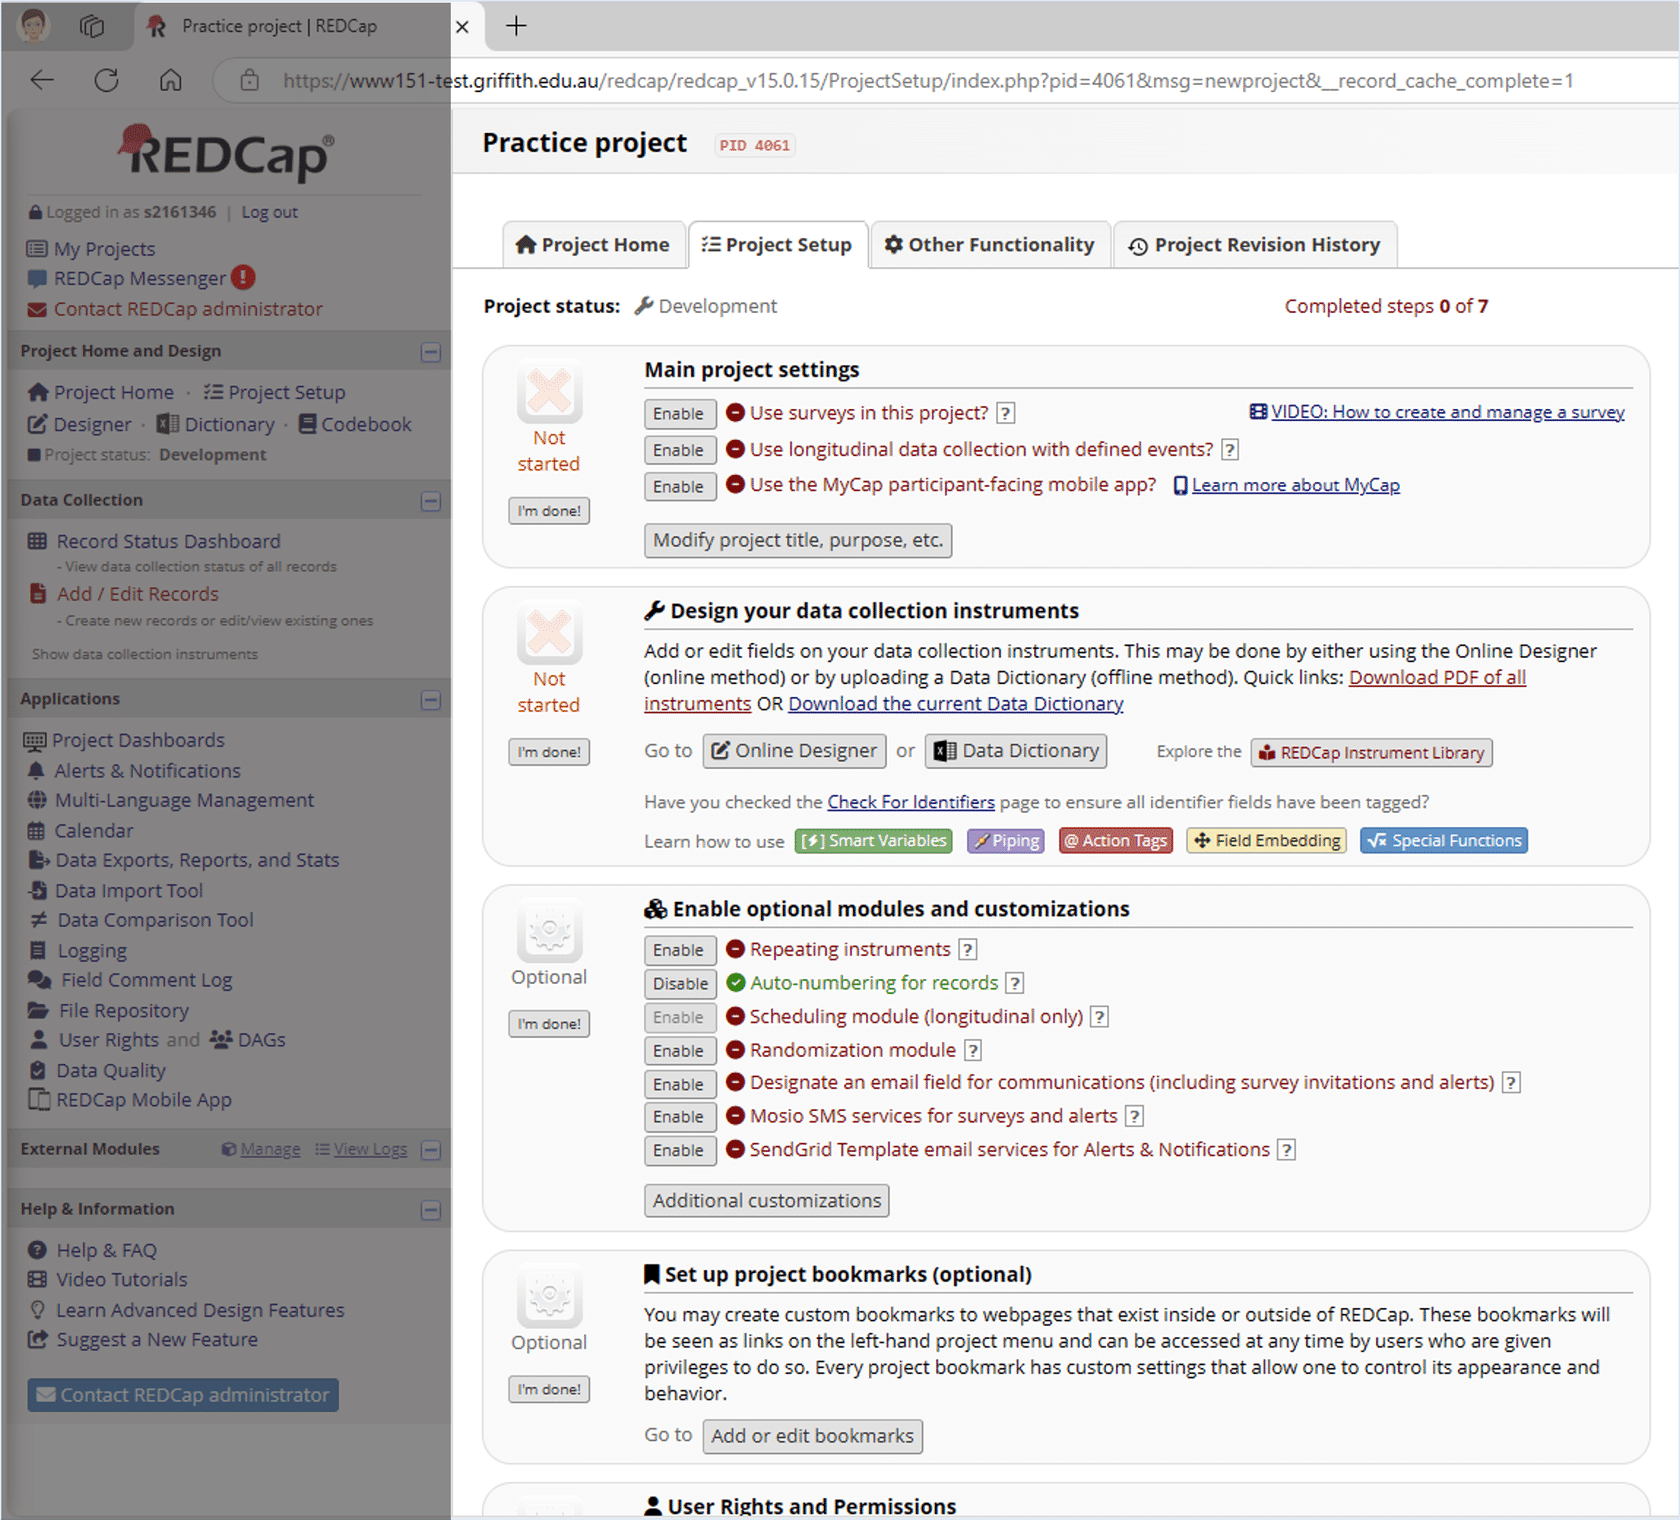 Practice project | REDCap
https://www151-test.griffith.edu.au/redcap/redcap_v15.0.15/ProjectSetup/index.php?pid=4061&msg=newproject&__record_cache_complete=1
REDCap®
Logged in as s2161346 | Log out
My Projects
REDCap Messenger
Contact REDCap administrator
Project Home and Design
Project Home · Project Setup
Designer · Dictionary · Codebook
Project status: Development
Data Collection
Record Status Dashboard
- View data collection status of all records
Add / Edit Records
- Create new records or edit/view existing ones
Show data collection instruments
Applications
Project Dashboards
Alerts & Notifications
Multi-Language Management
Calendar
Data Exports, Reports, and Stats
Data Import Tool
Data Comparison Tool
Logging
Field Comment Log
File Repository
User Rights and DAGs
Data Quality
REDCap Mobile App
External Modules Manage View Logs
Help & Information
Help & FAQ
Video Tutorials
Learn Advanced Design Features
Suggest a New Feature
Contact REDCap administrator
Practice project PID 4061
Project Home Project Setup Other Functionality Project Revision History
Project status: Development Completed steps 0 of 7
Not
started
I'm done!
Main project settings
Enable Use surveys in this project? ? VIDEO: How to create and manage a survey
Enable Use longitudinal data collection with defined events? ?
Enable Use the MyCap participant-facing mobile app? Learn more about MyCap
Modify project title, purpose, etc.
Not
started
I'm done!
Design your data collection instruments
Add or edit fields on your data collection instruments. This may be done by either using the Online Designer
(online method) or by uploading a Data Dictionary (offline method). Quick links: Download PDF of all
instruments OR Download the current Data Dictionary
Go to Online Designer or Data Dictionary Explore the REDCap Instrument Library
Have you checked the Check For Identifiers page to ensure all identifier fields have been tagged?
Learn how to use [⚡] Smart Variables Piping @ Action Tags Field Embedding √x Special Functions
Optional
I'm done!
Enable optional modules and customizations
Enable Repeating instruments ?
Disable Auto-numbering for records ?
Enable Scheduling module (longitudinal only) ?
Enable Randomization module ?
Enable Designate an email field for communications (including survey invitations and alerts) ?
Enable Mosio SMS services for surveys and alerts ?
Enable SendGrid Template email services for Alerts & Notifications ?
Additional customizations
Optional
I'm done!
Set up project bookmarks (optional)
You may create custom bookmarks to webpages that exist inside or outside of REDCap. These bookmarks will
be seen as links on the left-hand project menu and can be accessed at any time by users who are given
privileges to do so. Every project bookmark has custom settings that allow one to control its appearance and
behavior.
Go to Add or edit bookmarks
User Rights and Permissions